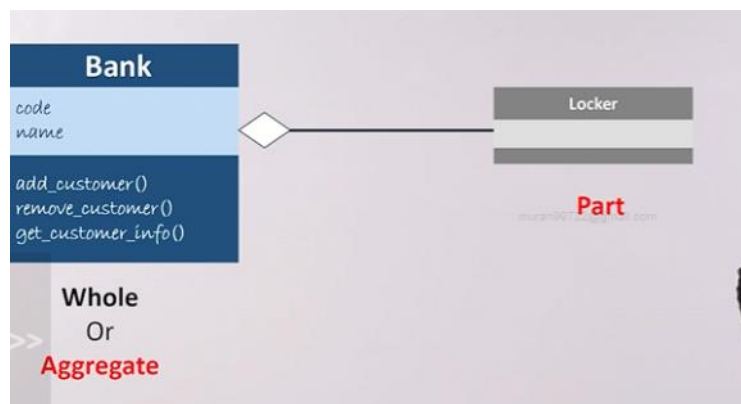 Bank
code
name
add_customer()
remove_customer()
get_customer_info()
Locker
Part
Whole
Or
Aggregate
>>